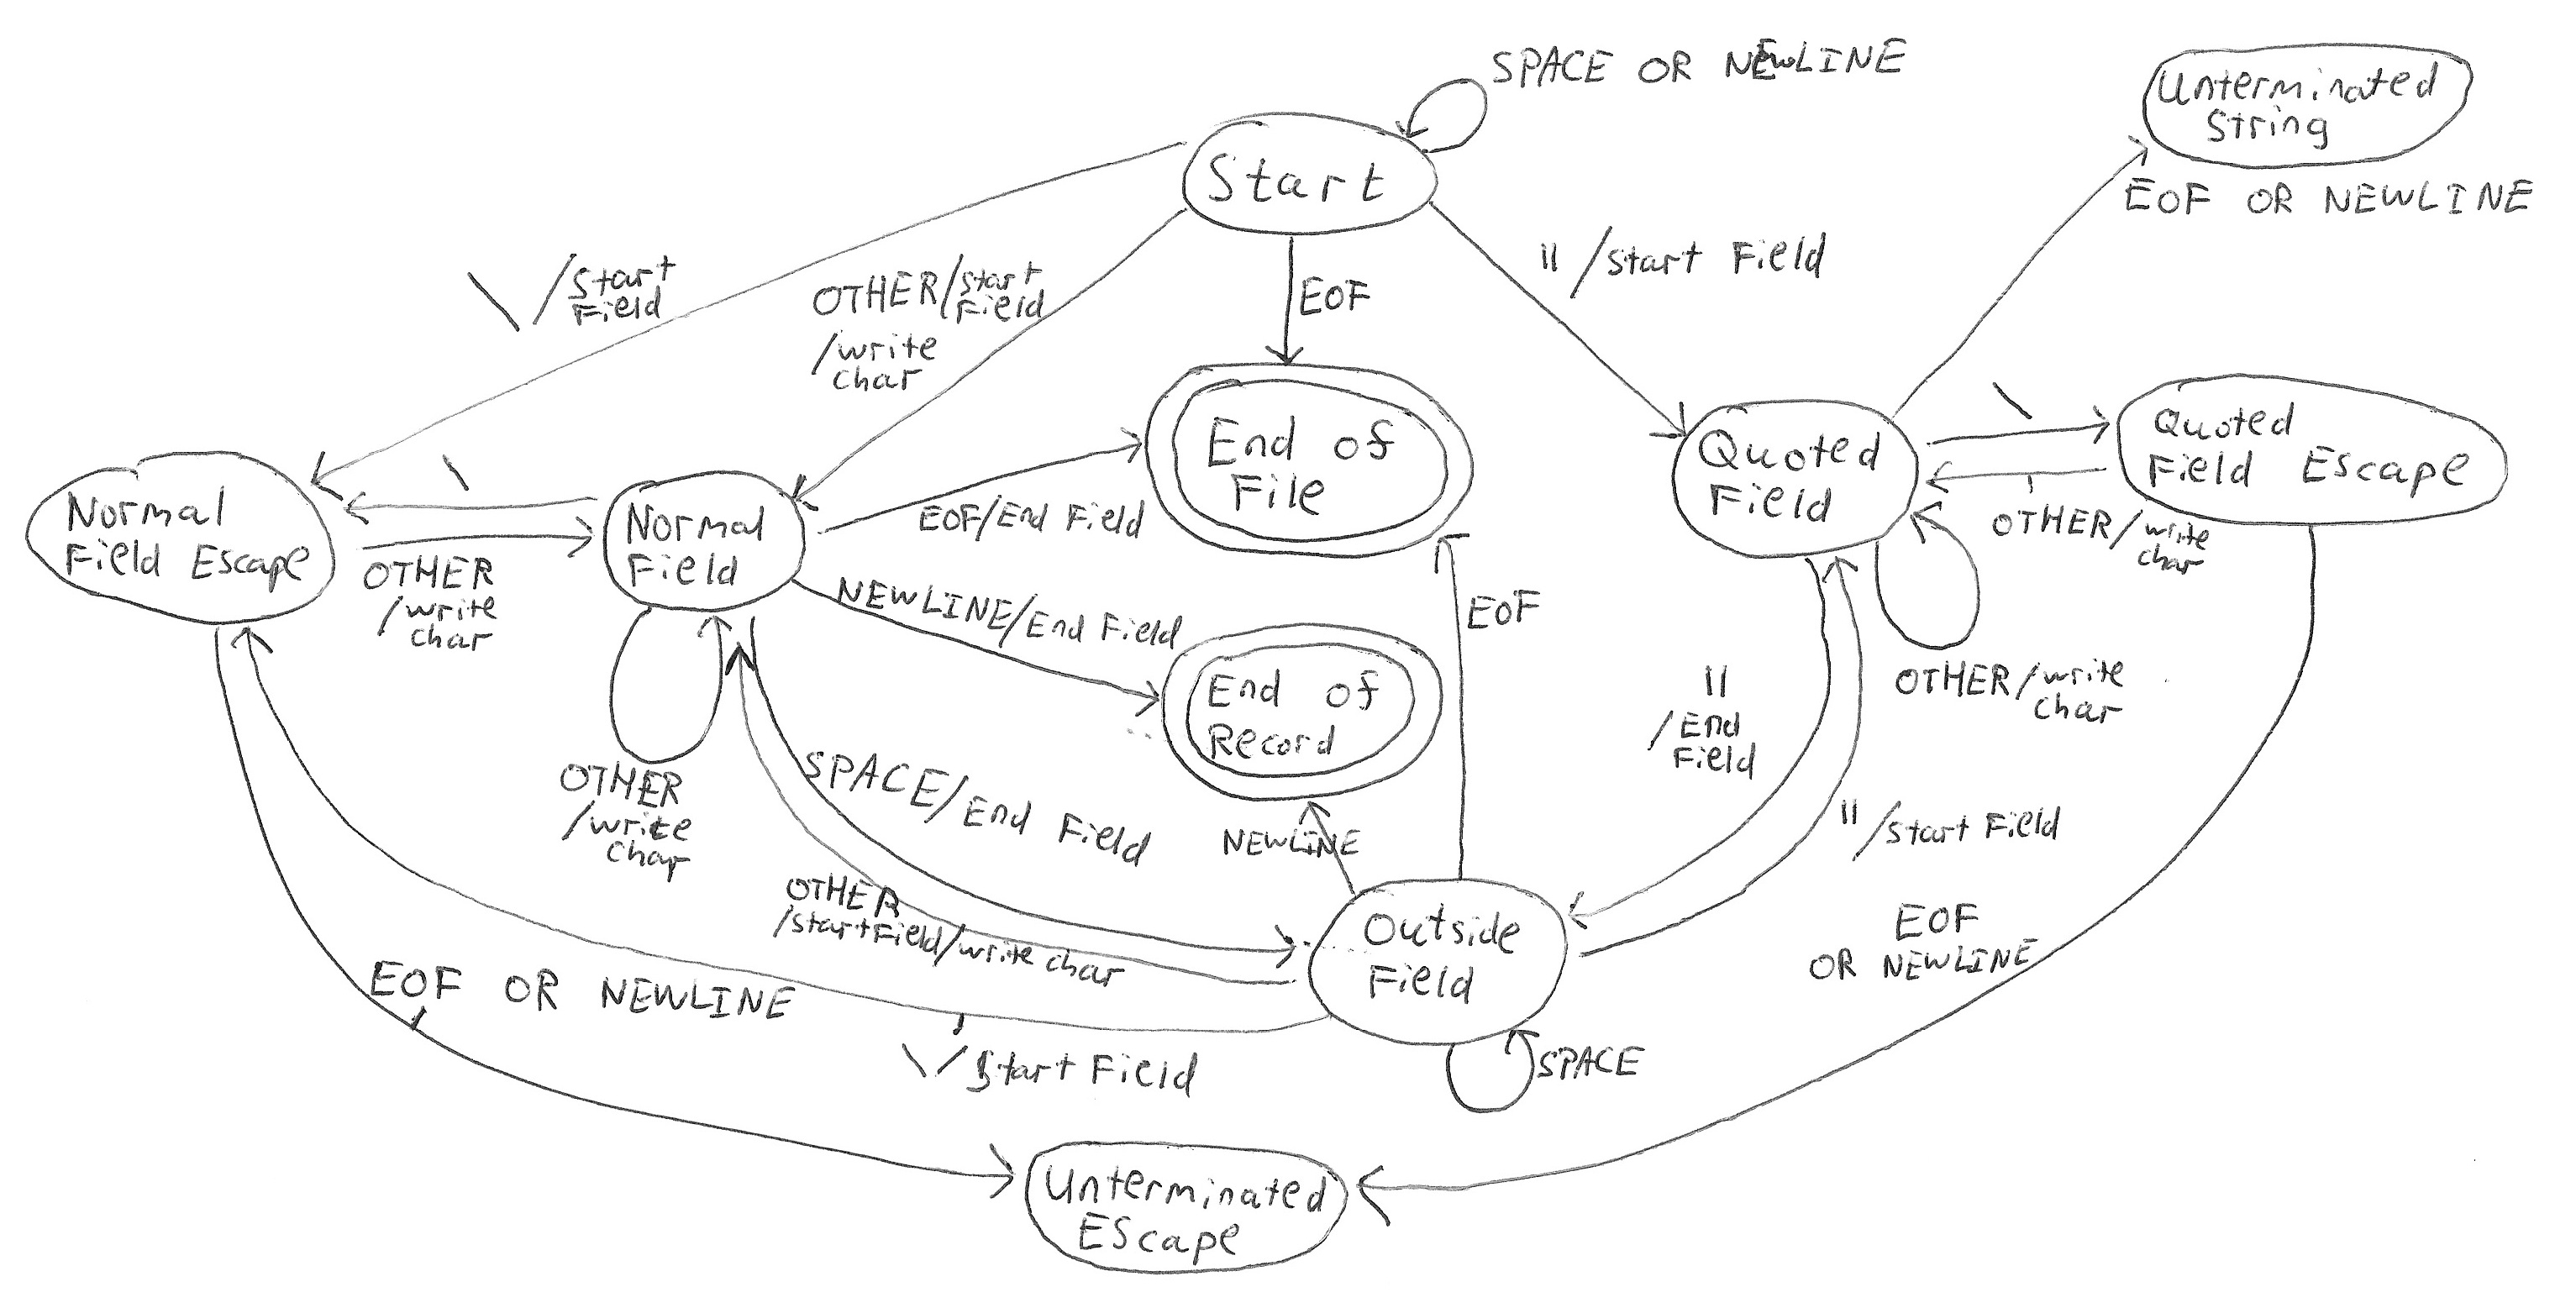 SPACE OR NEWLINE
Start
Unterminated
String
EOF OR NEWLINE
\ /Start
Field
OTHER/Start
Field
/write
char
EOF
" /Start Field
End of
File
\
Normal
Field Escape
OTHER
/write
char
Normal
Field
EOF/End Field
NEWLINE/End Field
Quoted
Field
\
Quoted
Field Escape
OTHER/write
char
OTHER/write
char
EOF
End of
Record
OTHER
/write
char
SPACE/End Field
NEWLINE
"
/End
Field
" /Start Field
OTHER
/startField/write char
Outside
Field
EOF
OR NEWLINE
EOF OR NEWLINE
\/Start Field
SPACE
Unterminated
Escape